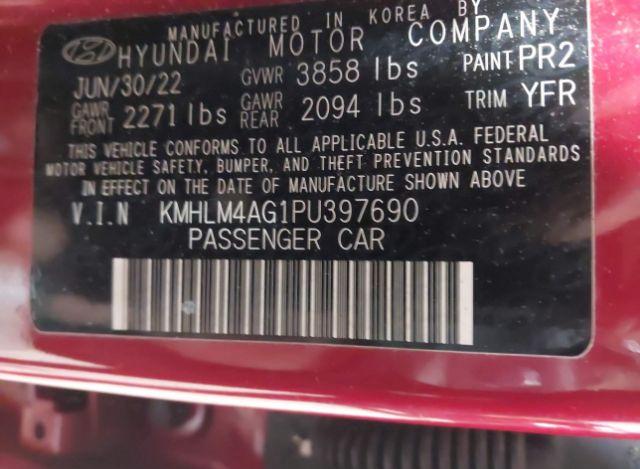 MANUFACTURED IN KOREA BY
HYUNDAI MOTOR COMPANY
JUN/30/22 GVWR 3858 lbs PAINT PR2
GAWR FRONT 2271 lbs GAWR REAR 2094 lbs TRIM YFR
THIS VEHICLE CONFORMS TO ALL APPLICABLE U.S.A. FEDERAL
MOTOR VEHICLE SAFETY, BUMPER, AND THEFT PREVENTION STANDARDS
IN EFFECT ON THE DATE OF MANUFACTURE SHOWN ABOVE
V.I.N KMHLM4AG1PU397690
PASSENGER CAR